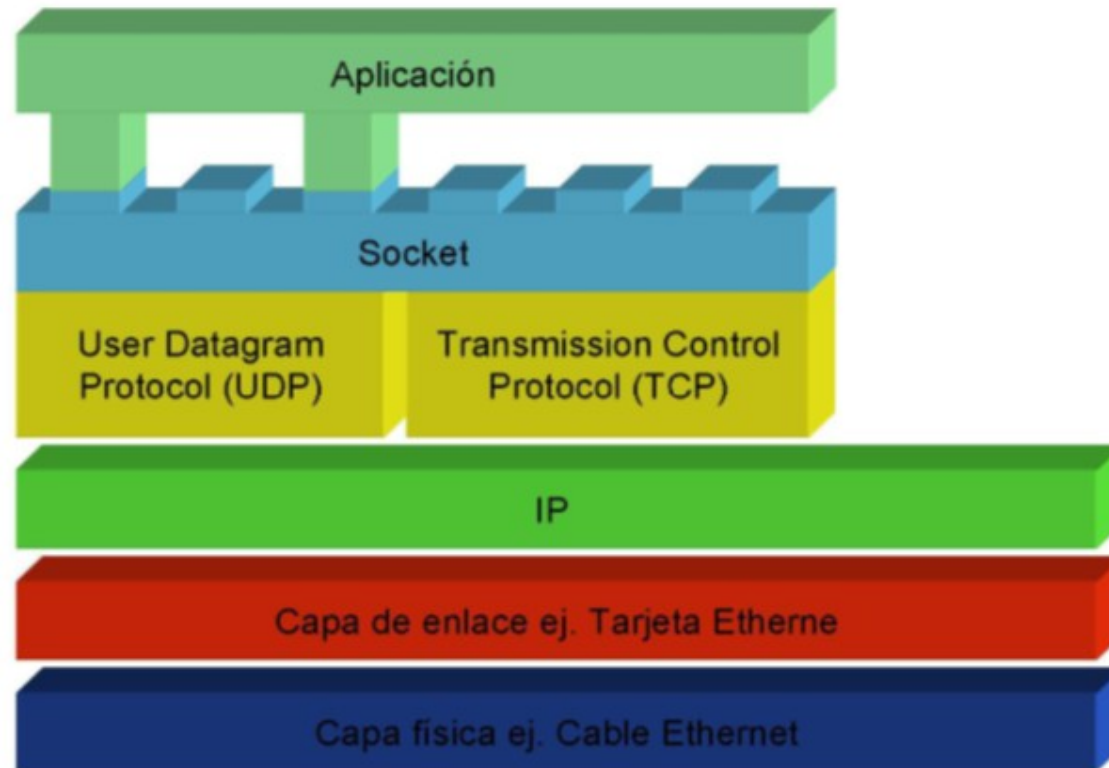 Aplicación
Socket
User Datagram
Protocol (UDP)
Transmission Control
Protocol (TCP)
IP
Capa de enlace ej. Tarjeta Etherne
Capa física ej. Cable Ethernet